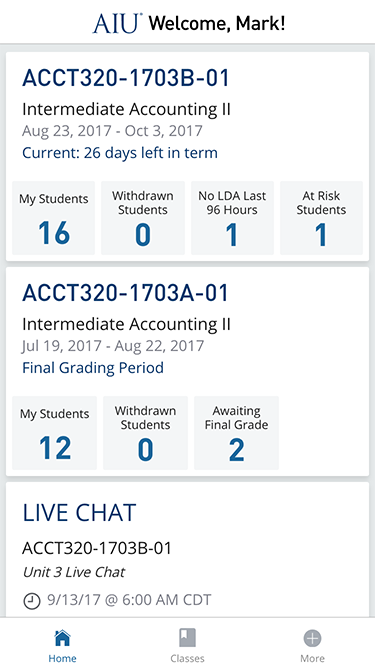 AIU® Welcome, Mark!
ACCT320-1703B-01
Intermediate Accounting II
Aug 23, 2017 - Oct 3, 2017
Current: 26 days left in term
My Students
16
Withdrawn
Students
0
No LDA Last
96 Hours
1
At Risk
Students
1
ACCT320-1703A-01
Intermediate Accounting II
Jul 19, 2017 - Aug 22, 2017
Final Grading Period
My Students
12
Withdrawn
Students
0
Awaiting
Final Grade
2
LIVE CHAT
ACCT320-1703B-01
Unit 3 Live Chat
9/13/17 @ 6:00 AM CDT
Home
Classes
More